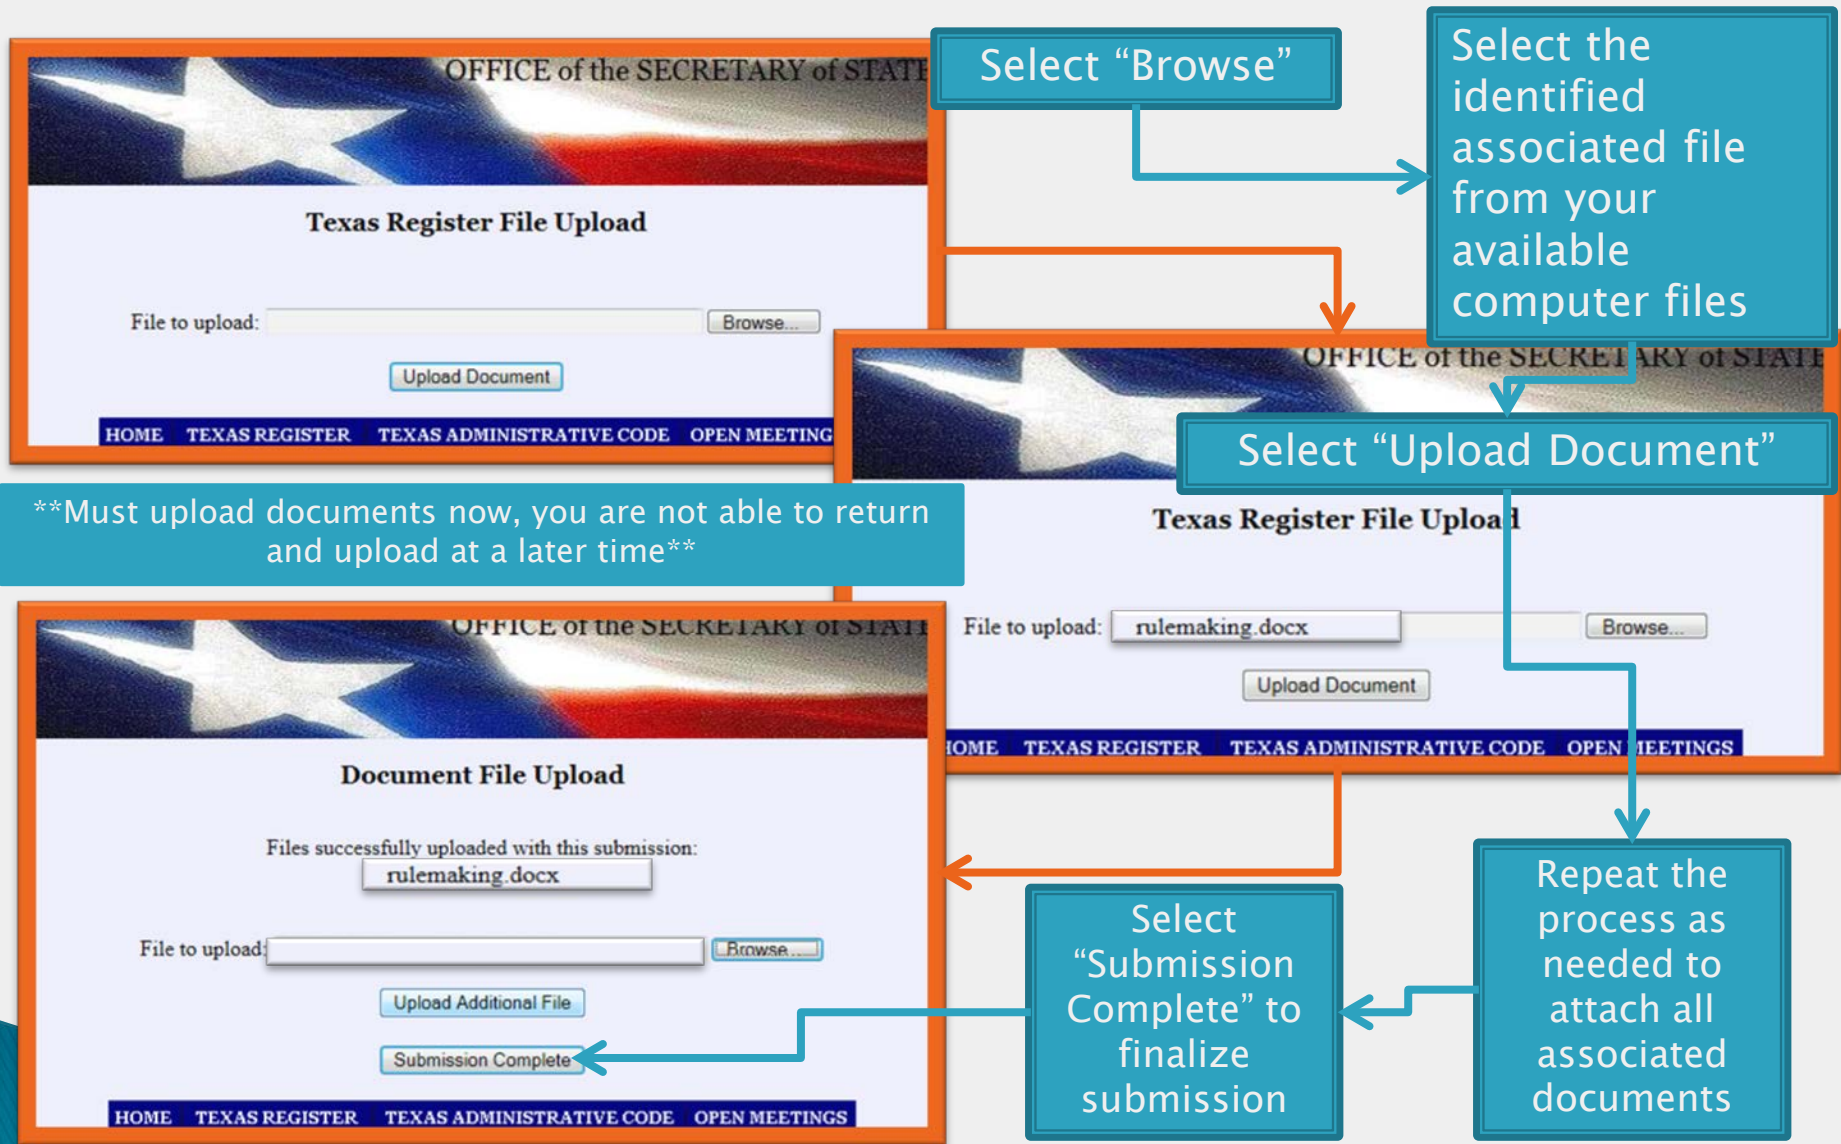 OFFICE of the SECRETARY of STATE
Texas Register File Upload
File to upload:
Browse...
Upload Document
HOME TEXAS REGISTER TEXAS ADMINISTRATIVE CODE OPEN MEETING
Select “Browse”
Select the
identified
associated file
from your
available
computer files
OFFICE of the SECRETARY of STATE
Select “Upload Document”
Texas Register File Upload
File to upload:
rulemaking.docx
Browse...
Upload Document
HOME TEXAS REGISTER TEXAS ADMINISTRATIVE CODE OPEN MEETINGS
**Must upload documents now, you are not able to return
and upload at a later time**
OFFICE of the SECRETARY of STATE
Document File Upload
Files successfully uploaded with this submission:
rulemaking.docx
File to upload:
Browse...
Upload Additional File
Submission Complete
HOME TEXAS REGISTER TEXAS ADMINISTRATIVE CODE OPEN MEETINGS
Select
“Submission
Complete” to
finalize
submission
Repeat the
process as
needed to
attach all
associated
documents